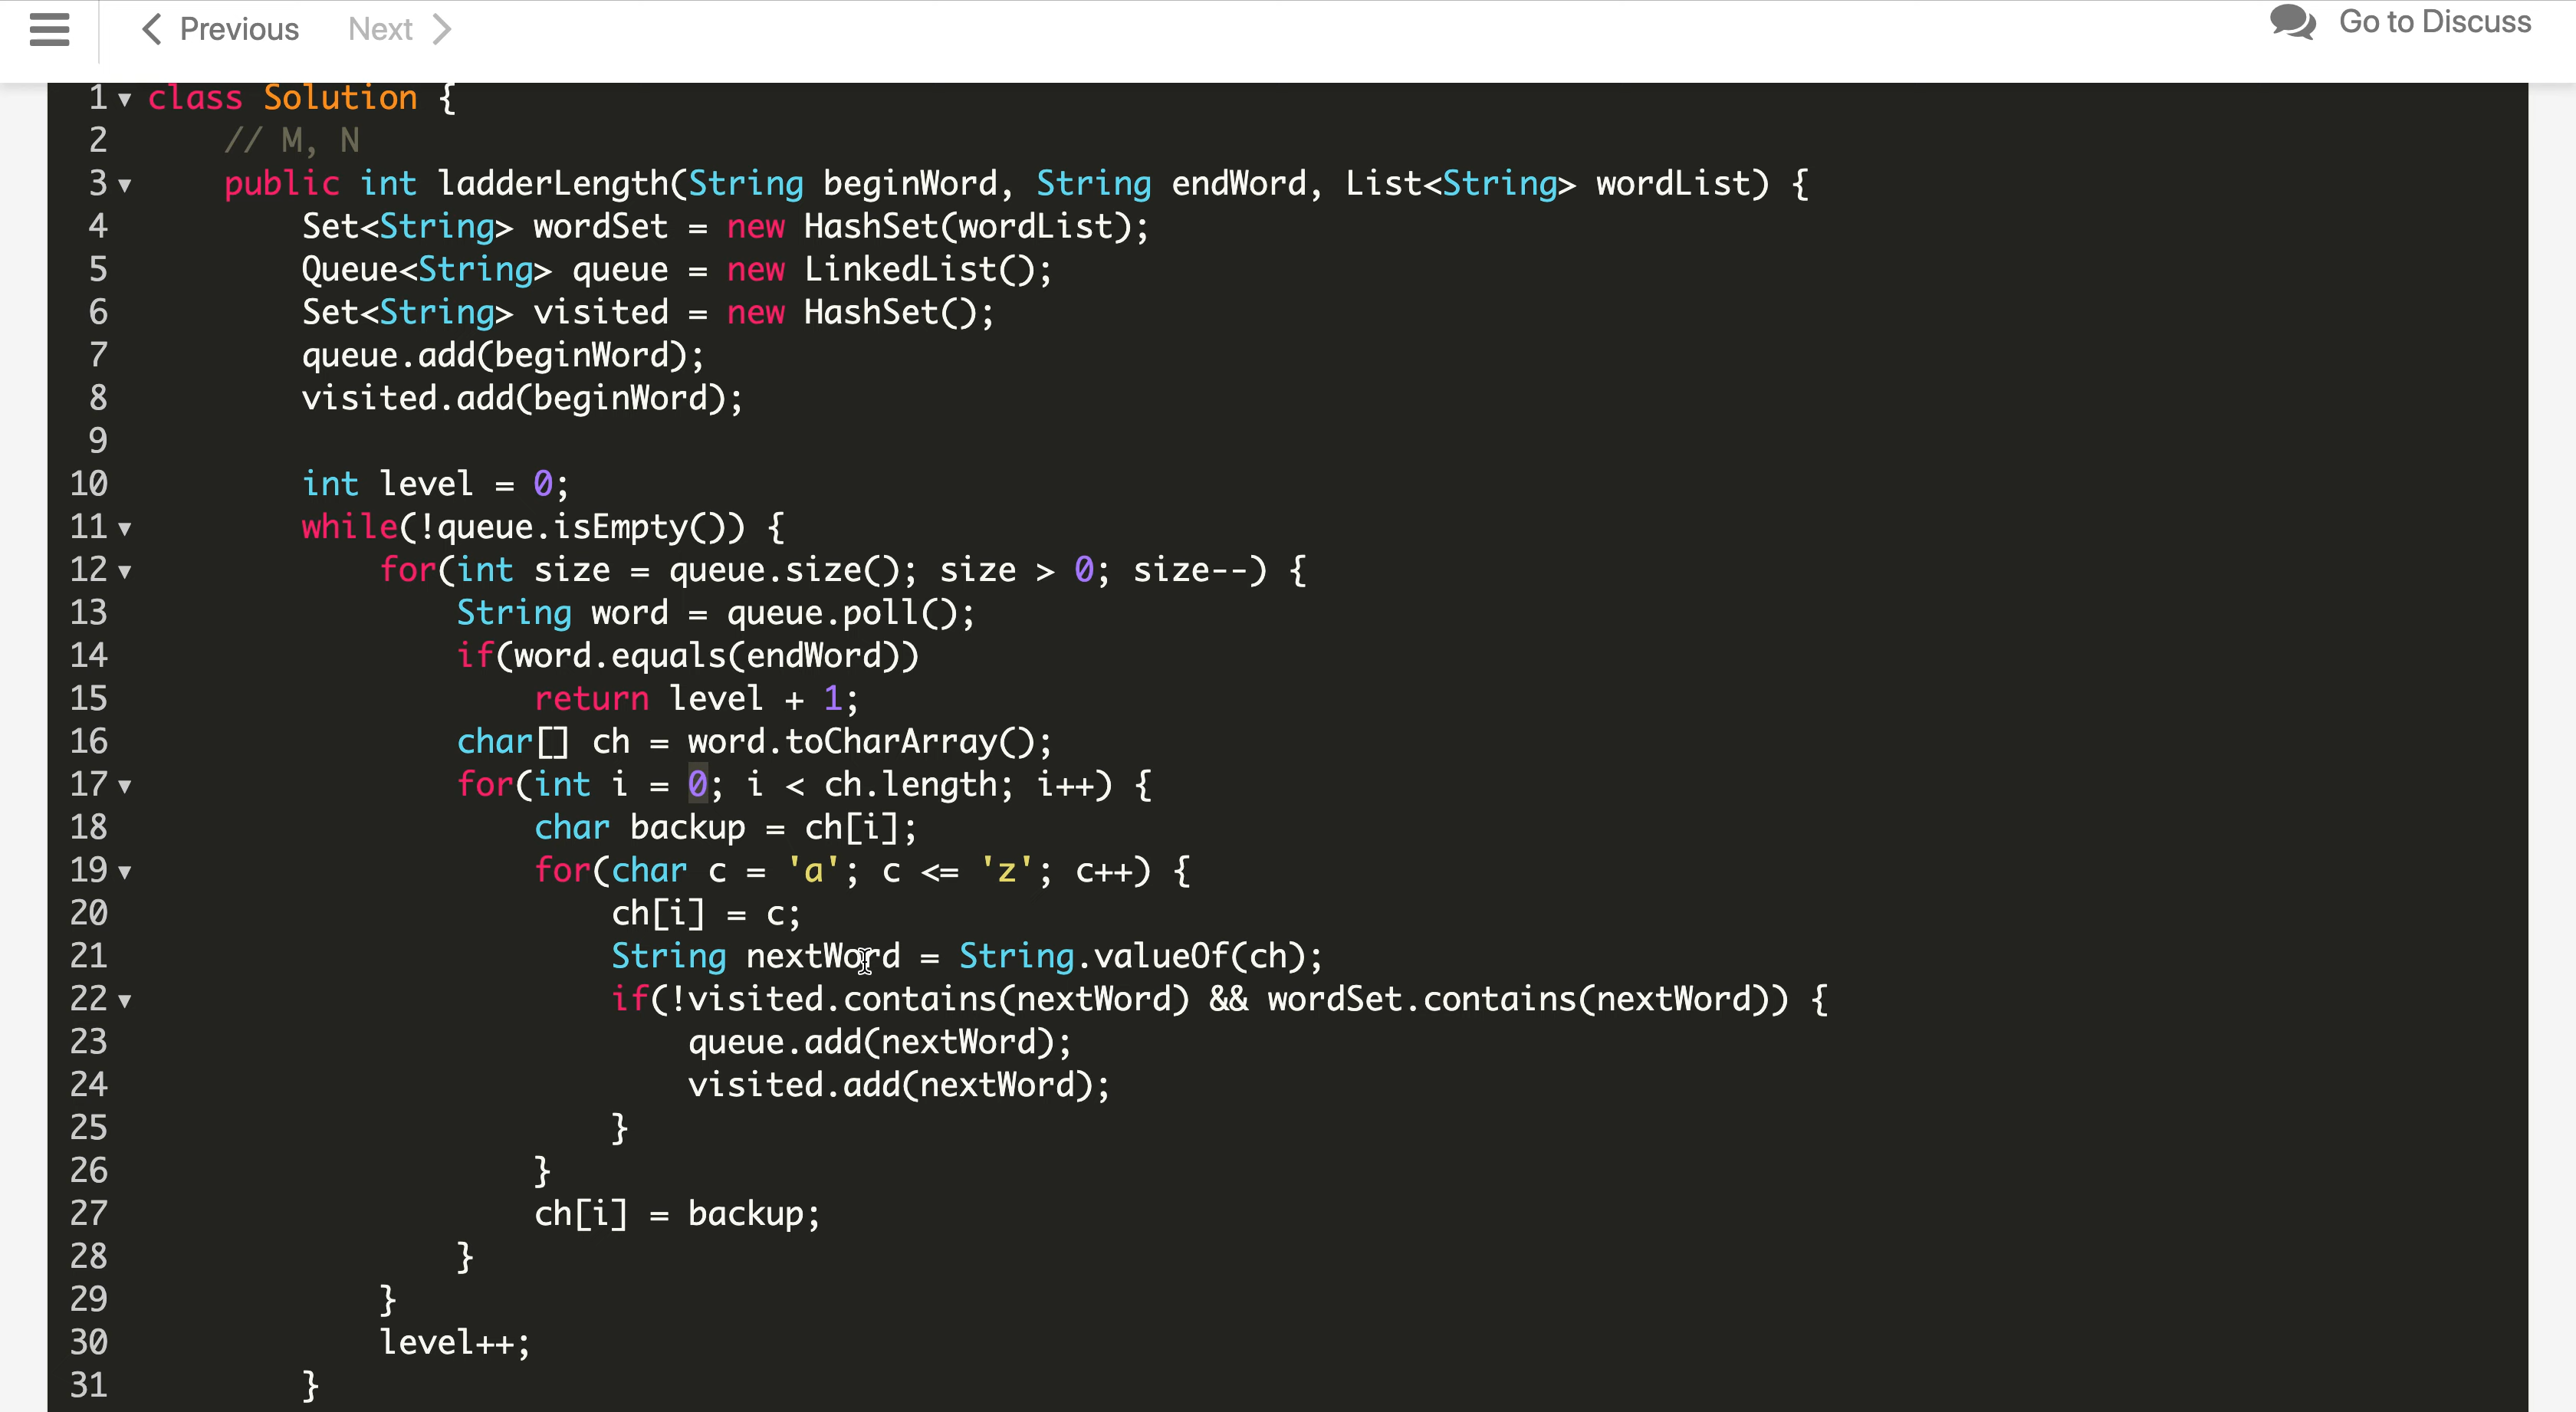 Previous Next Go to Discuss
1 class Solution {
2 // M, N
3 public int ladderLength(String beginWord, String endWord, List<String> wordList) {
4 Set<String> wordSet = new HashSet(wordList);
5 Queue<String> queue = new LinkedList();
6 Set<String> visited = new HashSet();
7 queue.add(beginWord);
8 visited.add(beginWord);
9
10 int level = 0;
11 while(!queue.isEmpty()) {
12 for(int size = queue.size(); size > 0; size--) {
13 String word = queue.poll();
14 if(word.equals(endWord))
15 return level + 1;
16 char[] ch = word.toCharArray();
17 for(int i = 0; i < ch.length; i++) {
18 char backup = ch[i];
19 for(char c = 'a'; c <= 'z'; c++) {
20 ch[i] = c;
21 String nextWord = String.valueOf(ch);
22 if(!visited.contains(nextWord) && wordSet.contains(nextWord)) {
23 queue.add(nextWord);
24 visited.add(nextWord);
25 }
26 }
27 ch[i] = backup;
28 }
29 }
30 level++;
31 }